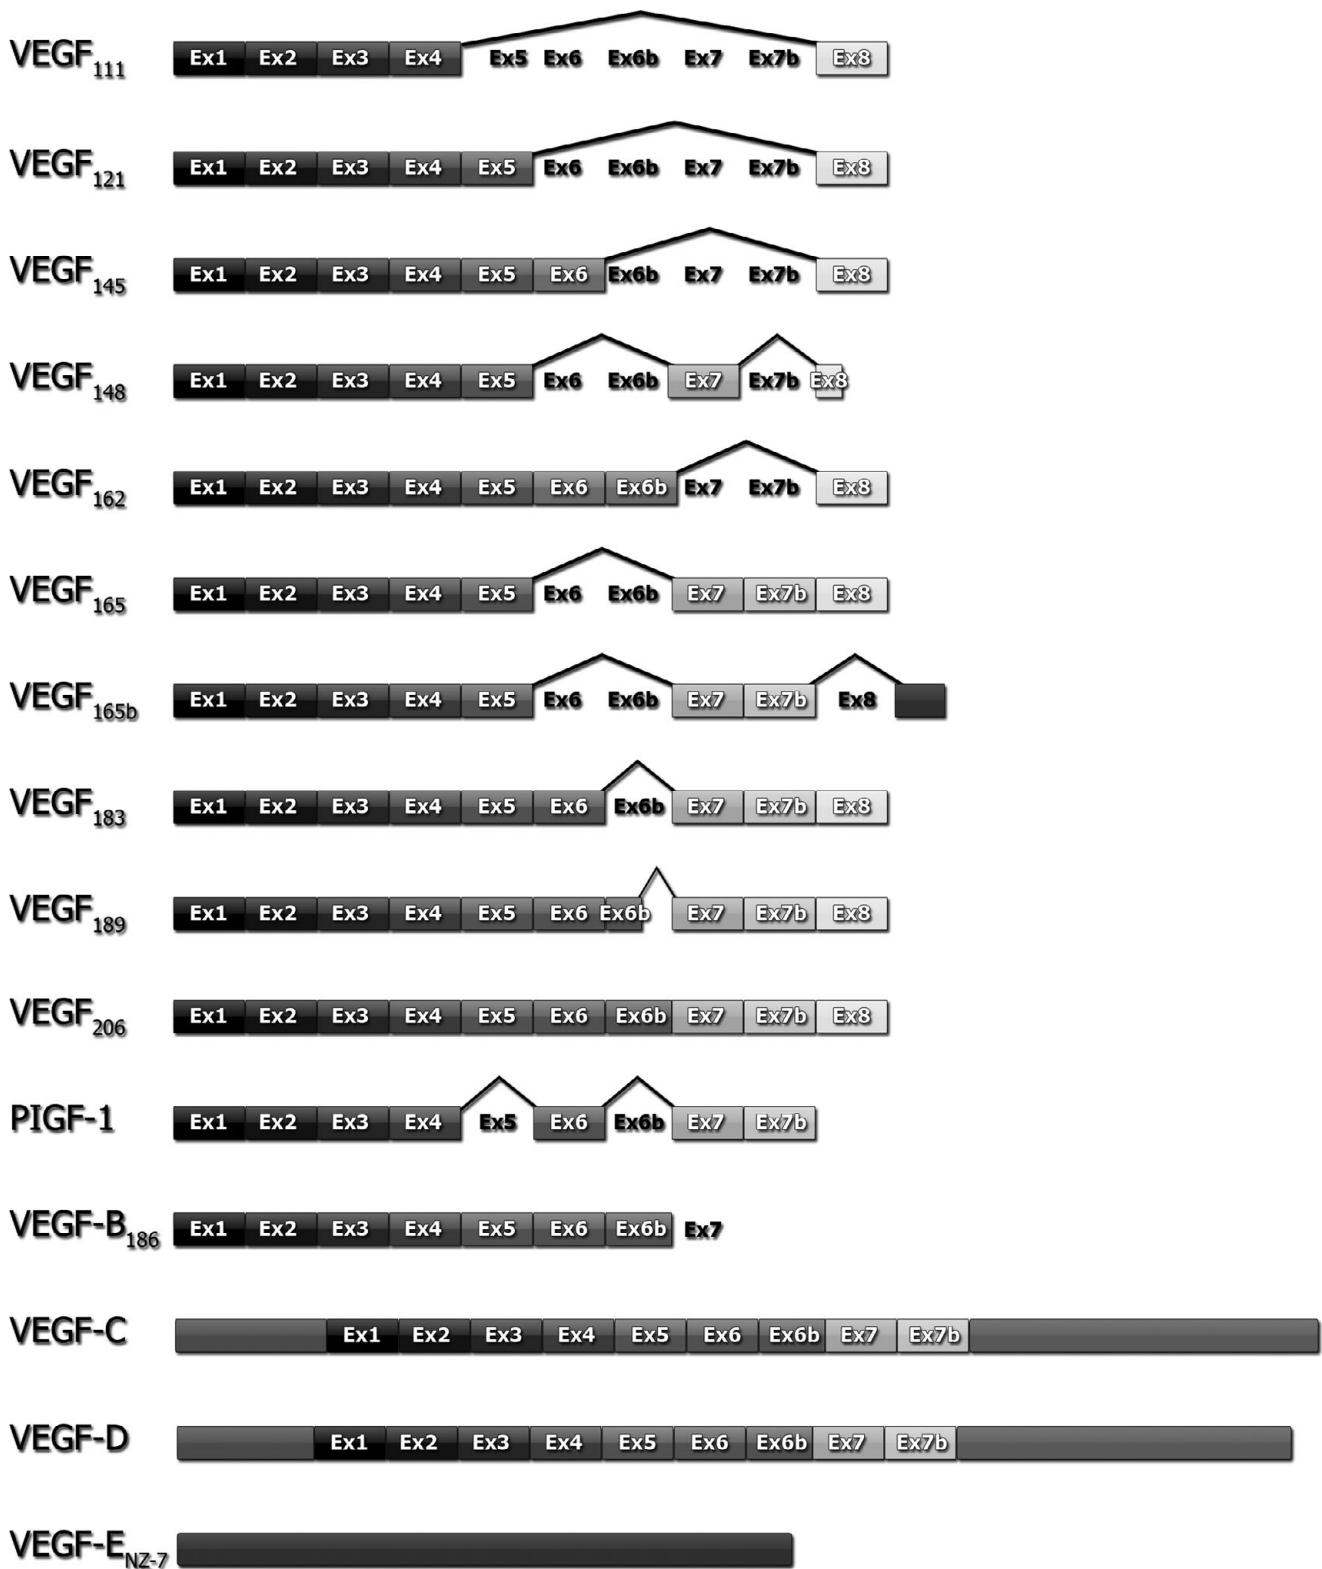 VEGF111 Ex1 Ex2 Ex3 Ex4 Ex5 Ex6 Ex6b Ex7 Ex7b Ex8
VEGF121 Ex1 Ex2 Ex3 Ex4 Ex5 Ex6 Ex6b Ex7 Ex7b Ex8
VEGF145 Ex1 Ex2 Ex3 Ex4 Ex5 Ex6 Ex6b Ex7 Ex7b Ex8
VEGF148 Ex1 Ex2 Ex3 Ex4 Ex5 Ex6 Ex6b Ex7 Ex7b Ex8
VEGF162 Ex1 Ex2 Ex3 Ex4 Ex5 Ex6 Ex6b Ex7 Ex7b Ex8
VEGF165 Ex1 Ex2 Ex3 Ex4 Ex5 Ex6 Ex6b Ex7 Ex7b Ex8
VEGF165b Ex1 Ex2 Ex3 Ex4 Ex5 Ex6 Ex6b Ex7 Ex7b Ex8
VEGF183 Ex1 Ex2 Ex3 Ex4 Ex5 Ex6 Ex6b Ex7 Ex7b Ex8
VEGF189 Ex1 Ex2 Ex3 Ex4 Ex5 Ex6 Ex6b Ex7 Ex7b Ex8
VEGF206 Ex1 Ex2 Ex3 Ex4 Ex5 Ex6 Ex6b Ex7 Ex7b Ex8
PIGF-1 Ex1 Ex2 Ex3 Ex4 Ex5 Ex6 Ex6b Ex7 Ex7b
VEGF-B186 Ex1 Ex2 Ex3 Ex4 Ex5 Ex6 Ex6b Ex7
VEGF-C Ex1 Ex2 Ex3 Ex4 Ex5 Ex6 Ex6b Ex7 Ex7b
VEGF-D Ex1 Ex2 Ex3 Ex4 Ex5 Ex6 Ex6b Ex7 Ex7b
VEGF-ENZ-7